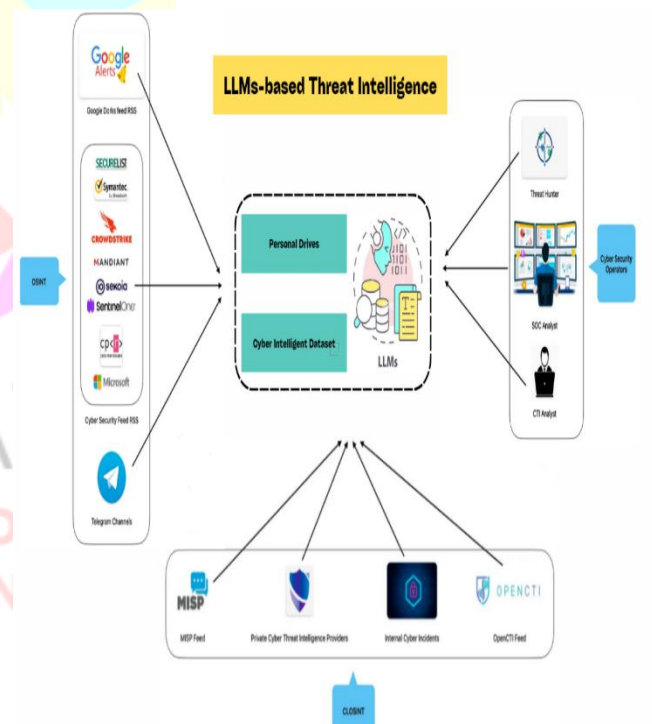 LLMs-based Threat Intelligence
Google
Alerts
Google Dorks feed RSS
SECURELIST
Symantec
CROWDSTRIKE
MANDIANT
sekoia
SentinelOne
cp<r>
Microsoft
Cyber Security Feed RSS
Telegram Channels
OSINT
Personal Drives
Cyber Intelligent Dataset
LLMs
Threat Hunter
SOC Analyst
CTI Analyst
Cyber Security
Operators
MISP
MISP Feed
Private Cyber Threat Intelligence Providers
Internal Cyber Incidents
OPENCTI
OpenCTI Feed
CLOSINT